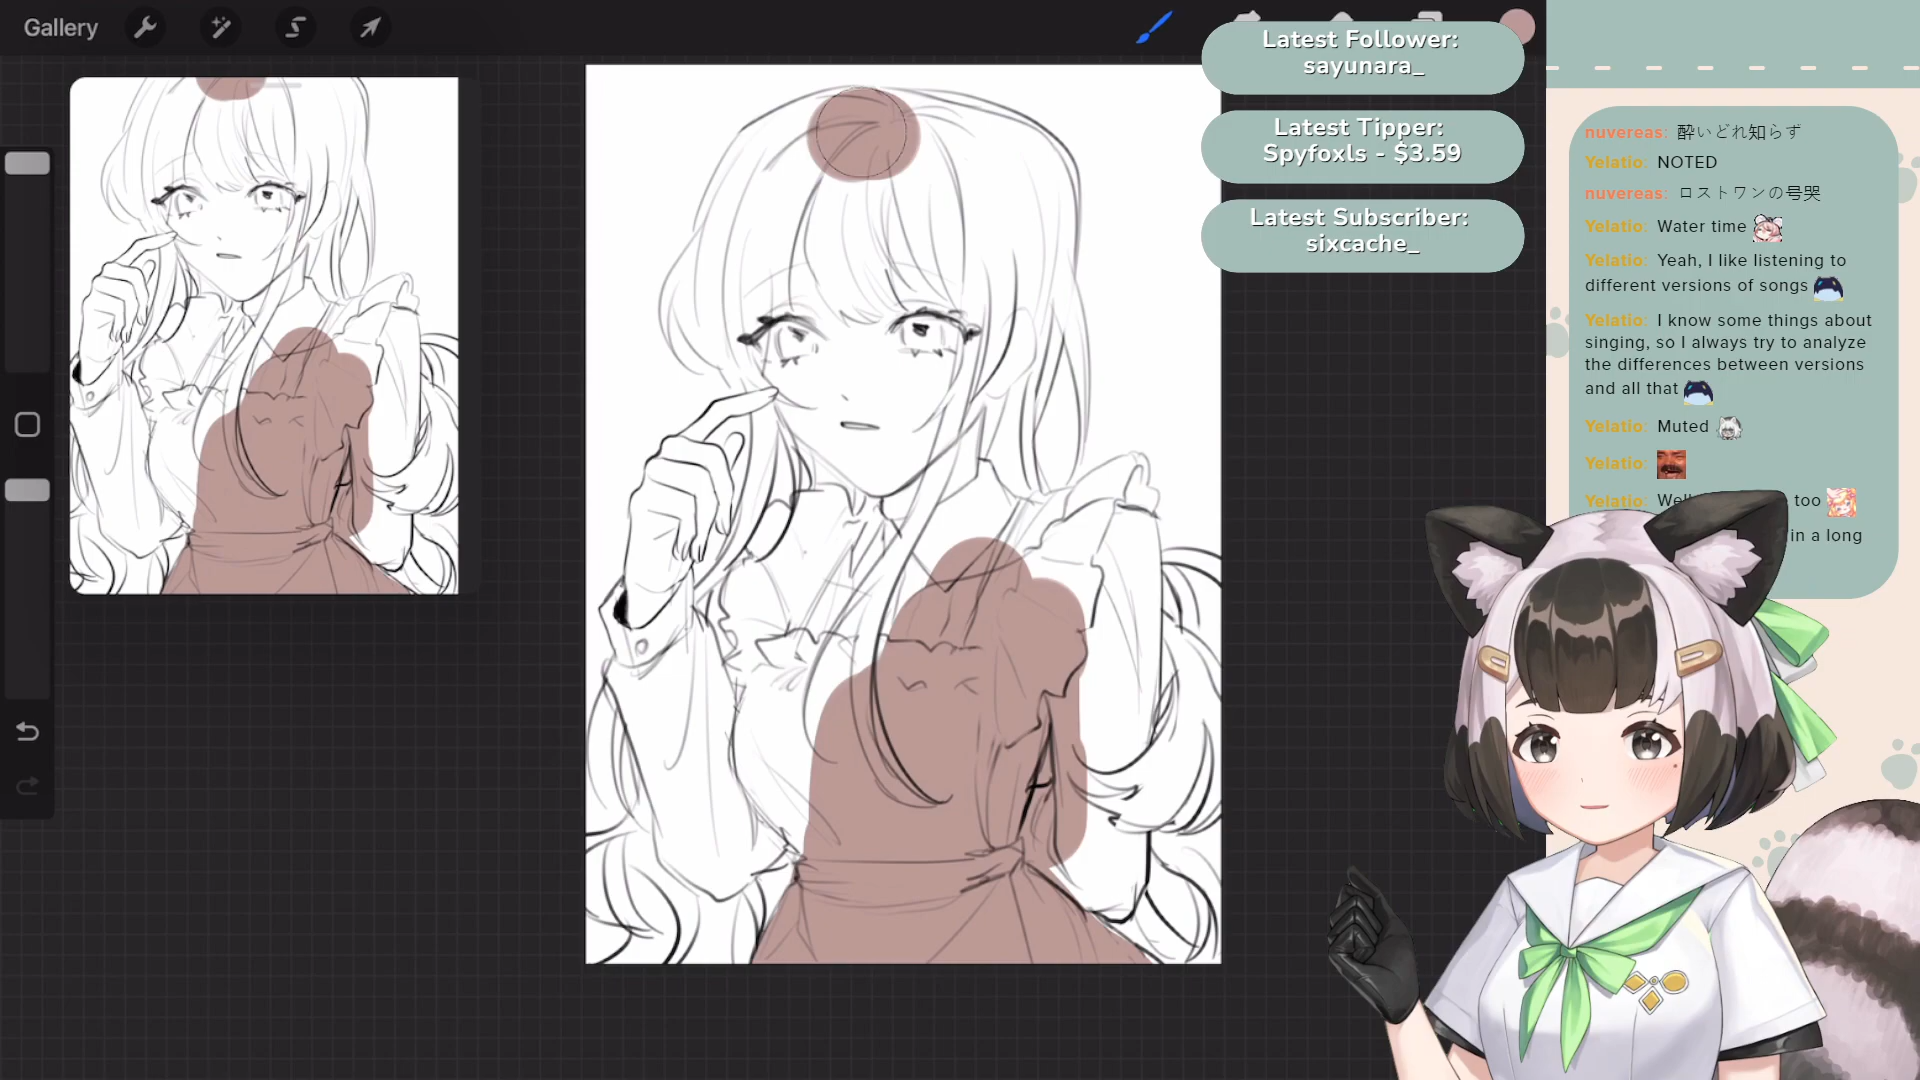 Gallery
Latest Follower:
sayunara_
Latest Tipper:
Spyfoxls - $3.59
Latest Subscriber:
sixcache_
nuvereas: 酔いどれ知らず
Yelatio: NOTED
nuvereas: ロストワンの号哭
Yelatio: Water time
Yelatio: Yeah, I like listening to
different versions of songs
Yelatio: I know some things about
singing, so I always try to analyze
the differences between versions
and all that
Yelatio: Muted
Yelatio:
Yelatio: too
in a long